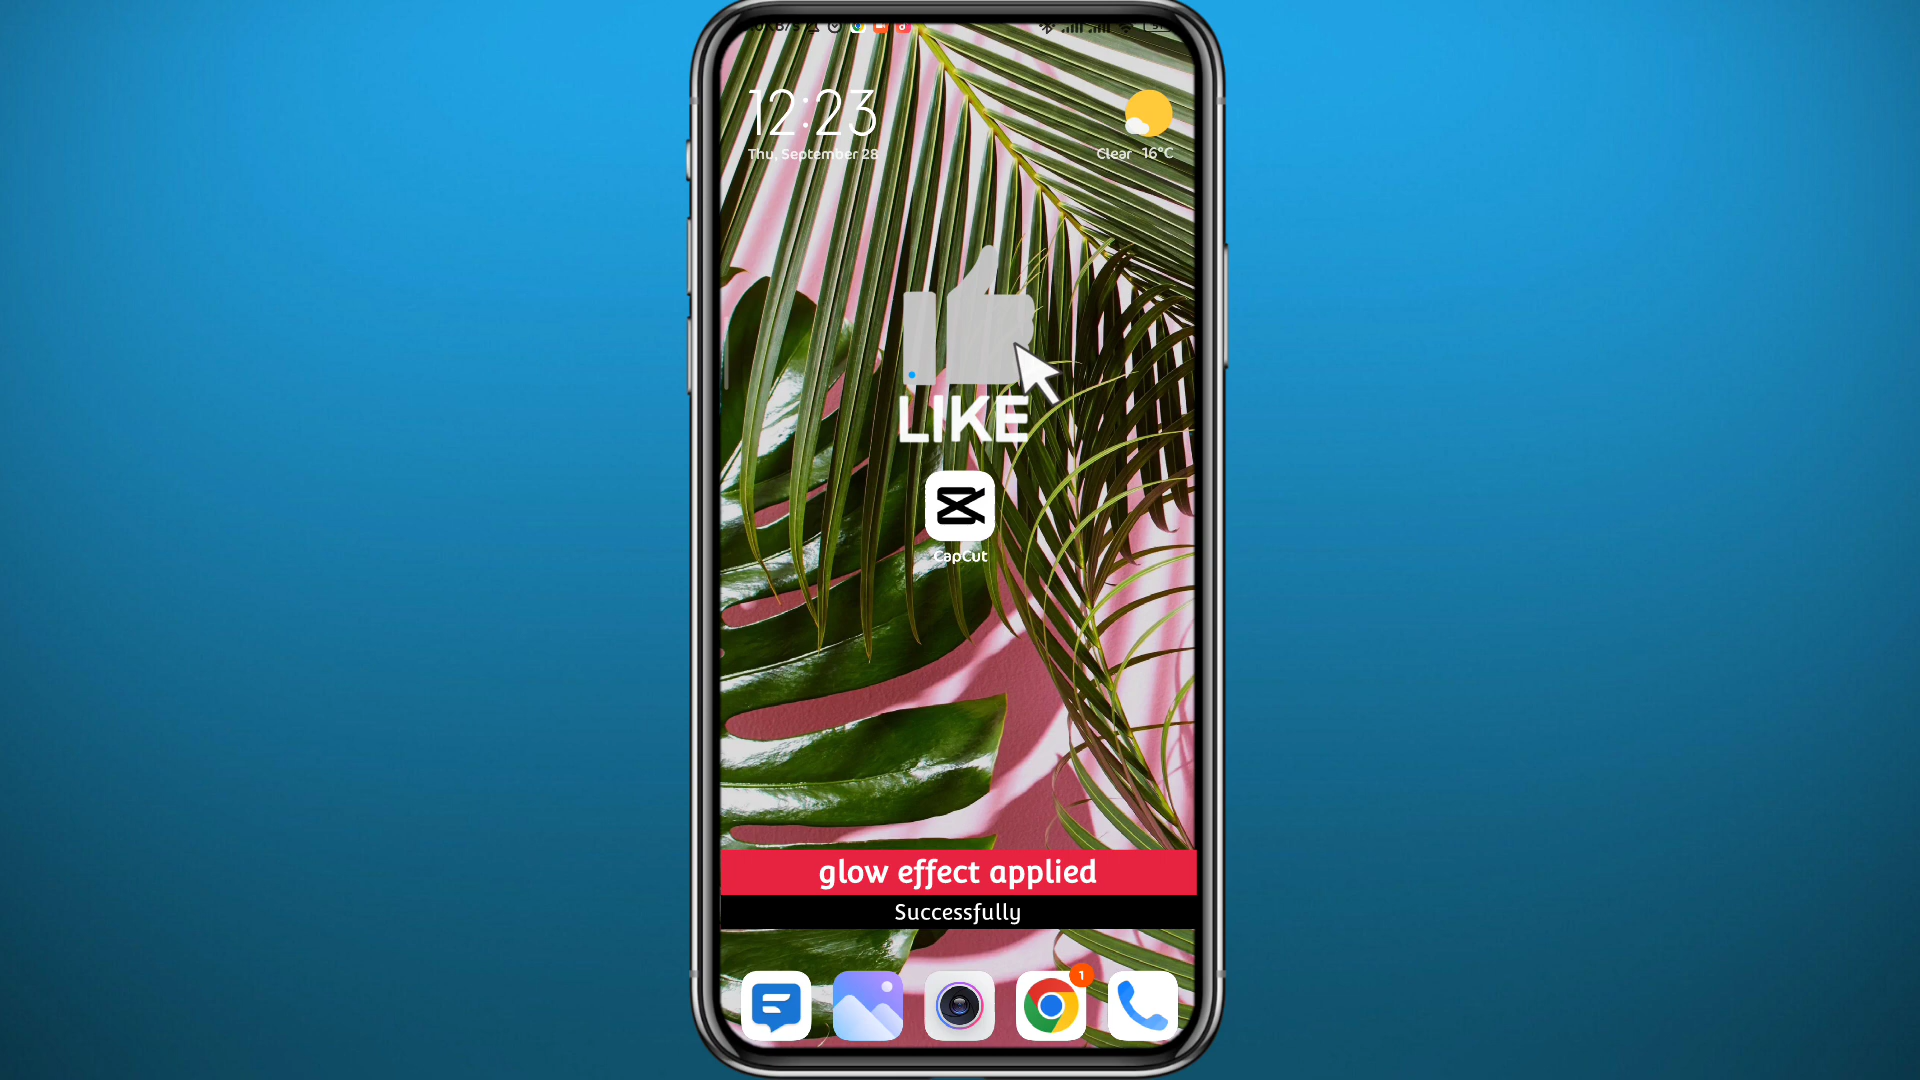 12:23
Thu, September 28
Clear 16°C
LIKE
CapCut
glow effect applied
Successfully
1